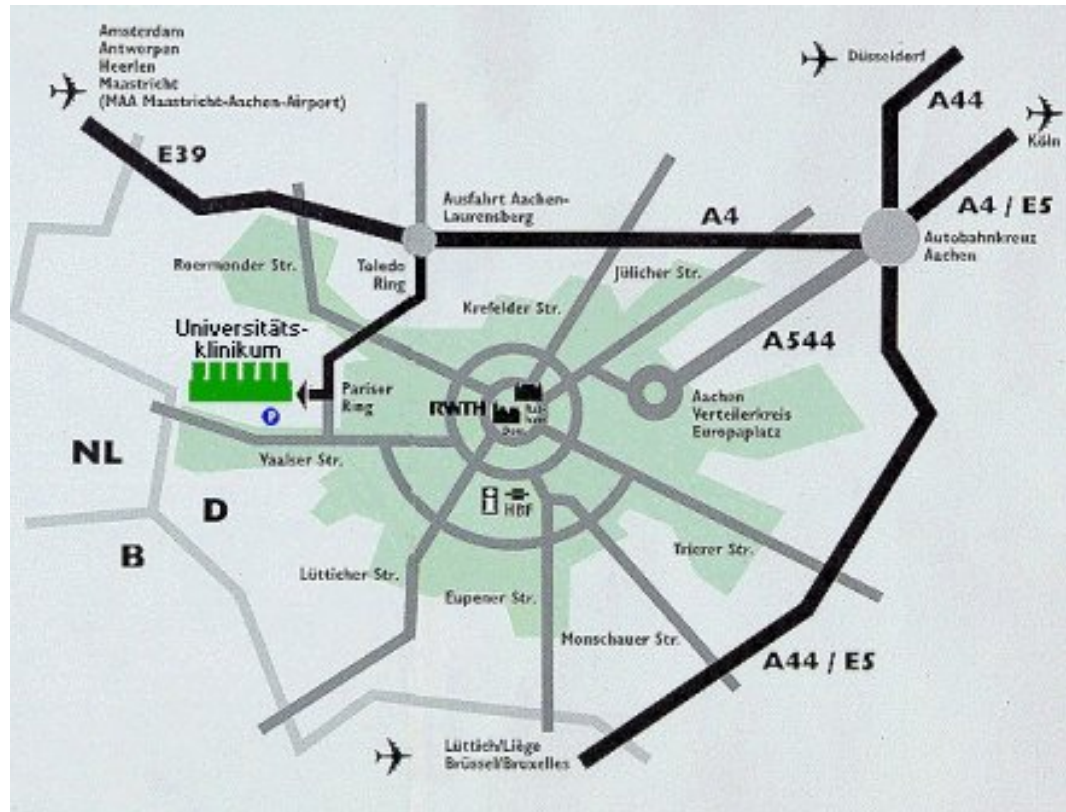 Amsterdam
Antwerpen
Heerlen
Maastricht
(MAA Maastricht-Aachen-Airport)
Düsseldorf
A44
Köln
E39
Ausfahrt Aachen-
Laurensberg
A4
A4 / E5
Autobahnkreuz
Aachen
Roermonder Str.
Toledo
Ring
Jülicher Str.
Krefelder Str.
Universitäts-
klinikum
A544
Pariser
Ring
RWTH
Aachen
Verteilerkreis
Europaplatz
P
Dom
NL
Vaalser Str.
D
i
HBF
B
Lütticher Str.
Trierer Str.
Eupener Str.
Monschauer Str.
A44 / E5
Lüttich/Liège
Brüssel/Bruxelles